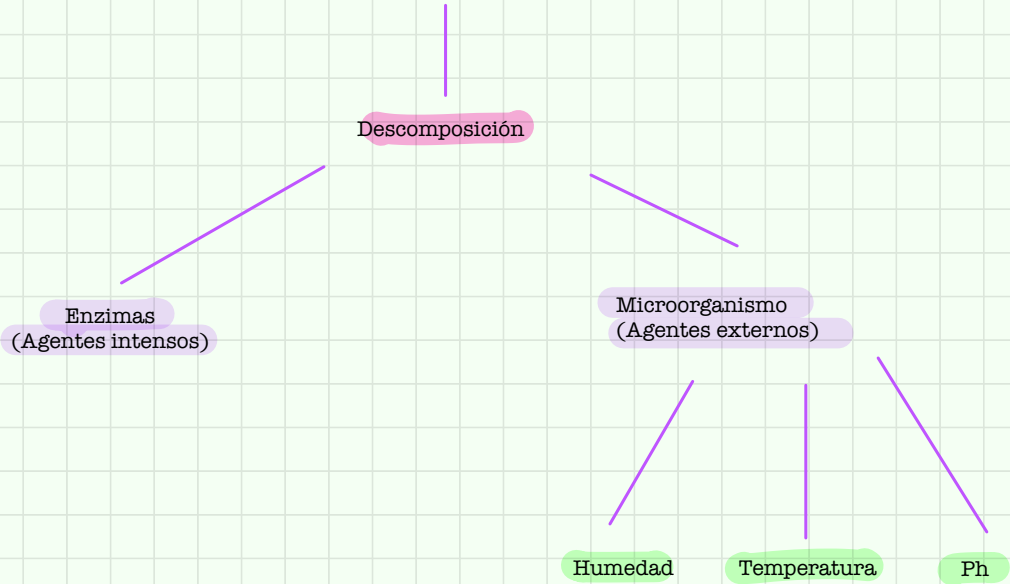 Descomposición
Enzimas
(Agentes intensos)
Microorganismo
(Agentes externos)
Humedad
Temperatura
Ph